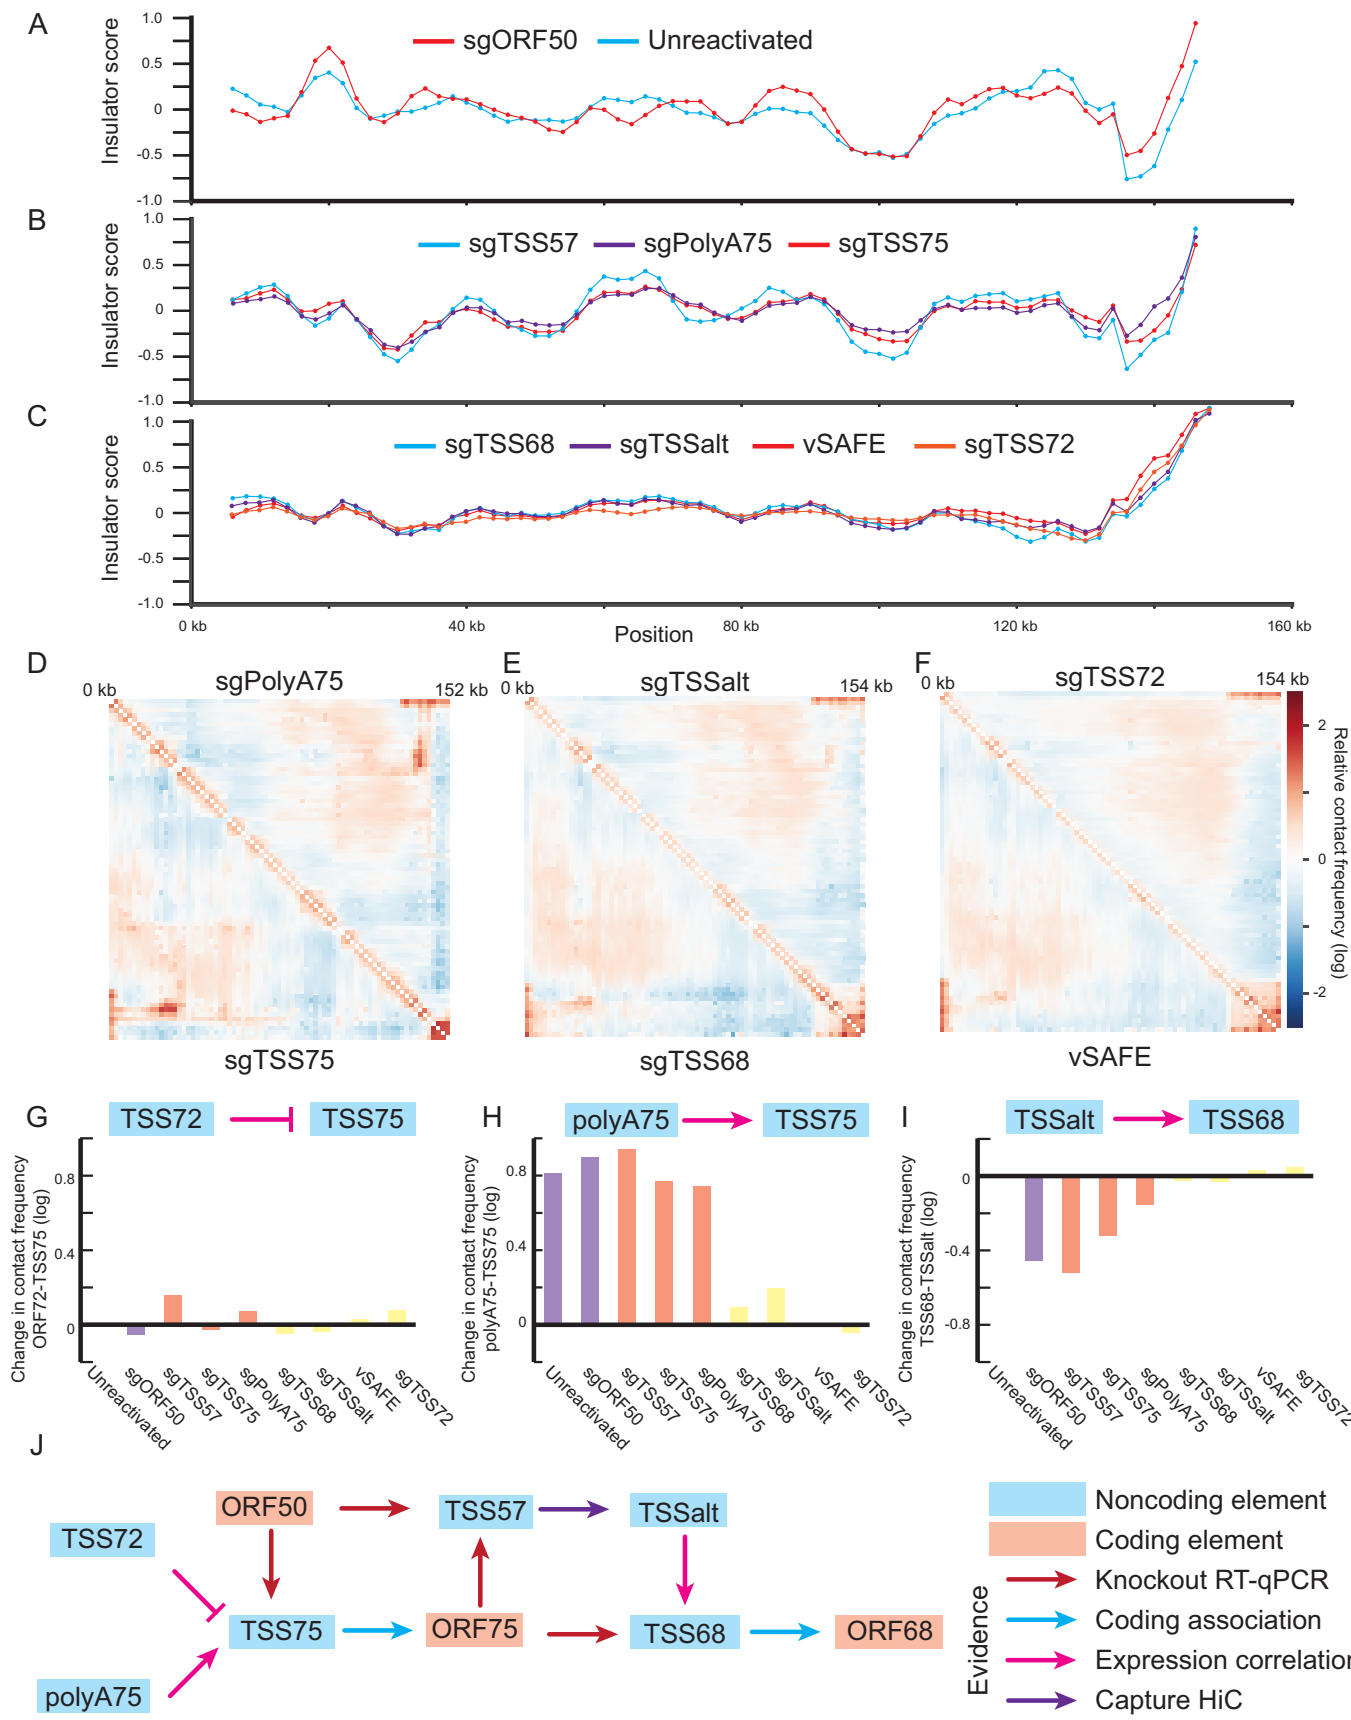 A
Insulator score
1.0
0.5
0
-0.5
-1.0
sgORF50 Unreactivated
B
Insulator score
1.0
0.5
0
-0.5
-1.0
sgTSS57 sgPolyA75 sgTSS75
C
Insulator score
1.0
0.5
0
-0.5
-1.0
sgTSS68 sgTSSalt vSAFE sgTSS72
0 kb 40 kb 80 kb 120 kb 160 kb
Position
D
sgPolyA75
0 kb 152 kb
sgTSS75
E
sgTSSalt
0 kb 154 kb
sgTSS68
F
sgTSS72
0 kb 154 kb
vSAFE
2
0
-2
Relative contact frequency (log)
G
TSS72 TSS75
Change in contact frequency
ORF72-TSS75 (log)
0.8
0.4
0
Unreactivated
sgORF50
sgTSS57
sgTSS75
sgPolyA75
sgTSS68
sgTSSalt
vSAFE
sgTSS72
H
polyA75 TSS75
Change in contact frequency
polyA75-TSS75 (log)
0.8
0.4
0
Unreactivated
sgORF50
sgTSS57
sgTSS75
sgPolyA75
sgTSS68
sgTSSalt
vSAFE
sgTSS72
I
TSSalt TSS68
Change in contact frequency
TSS68-TSSalt (log)
0
-0.4
-0.8
Unreactivated
sgORF50
sgTSS57
sgTSS75
sgPolyA75
sgTSS68
sgTSSalt
vSAFE
sgTSS72
J
ORF50 TSS57 TSSalt
TSS72
TSS75 ORF75 TSS68 ORF68
polyA75
Noncoding element
Coding element
Evidence
Knockout RT-qPCR
Coding association
Expression correlation
Capture HiC